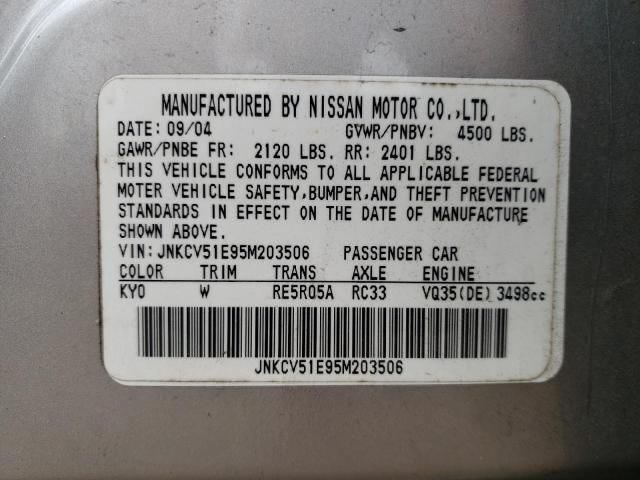 MANUFACTURED BY NISSAN MOTOR CO.,LTD.
DATE: 09/04 GVWR/PNBV: 4500 LBS.
GAWR/PNBE FR: 2120 LBS. RR: 2401 LBS.
THIS VEHICLE CONFORMS TO ALL APPLICABLE FEDERAL
MOTER VEHICLE SAFETY,BUMPER,AND THEFT PREVENTION
STANDARDS IN EFFECT ON THE DATE OF MANUFACTURE
SHOWN ABOVE.
VIN:JNKCV51E95M203506 PASSENGER CAR
COLOR TRIM TRANS AXLE ENGINE
KY0 W RE5R05A RC33 VQ35(DE) 3498cc
JNKCV51E95M203506